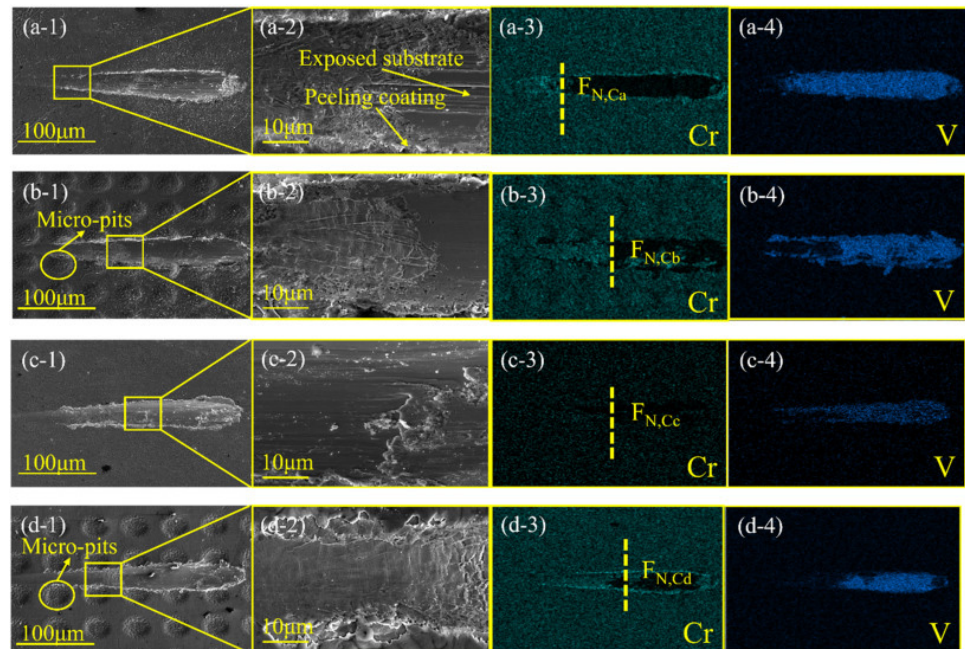 (a-1)
100μm
(a-2)
Exposed substrate
Peeling coating
10μm
(a-3)
F_N,Ca
Cr
(a-4)
V
(b-1)
Micro-pits
100μm
(b-2)
10μm
(b-3)
F_N,Cb
Cr
(b-4)
V
(c-1)
100μm
(c-2)
10μm
(c-3)
F_N,Cc
Cr
(c-4)
V
(d-1)
Micro-pits
100μm
(d-2)
10μm
(d-3)
F_N,Cd
Cr
(d-4)
V